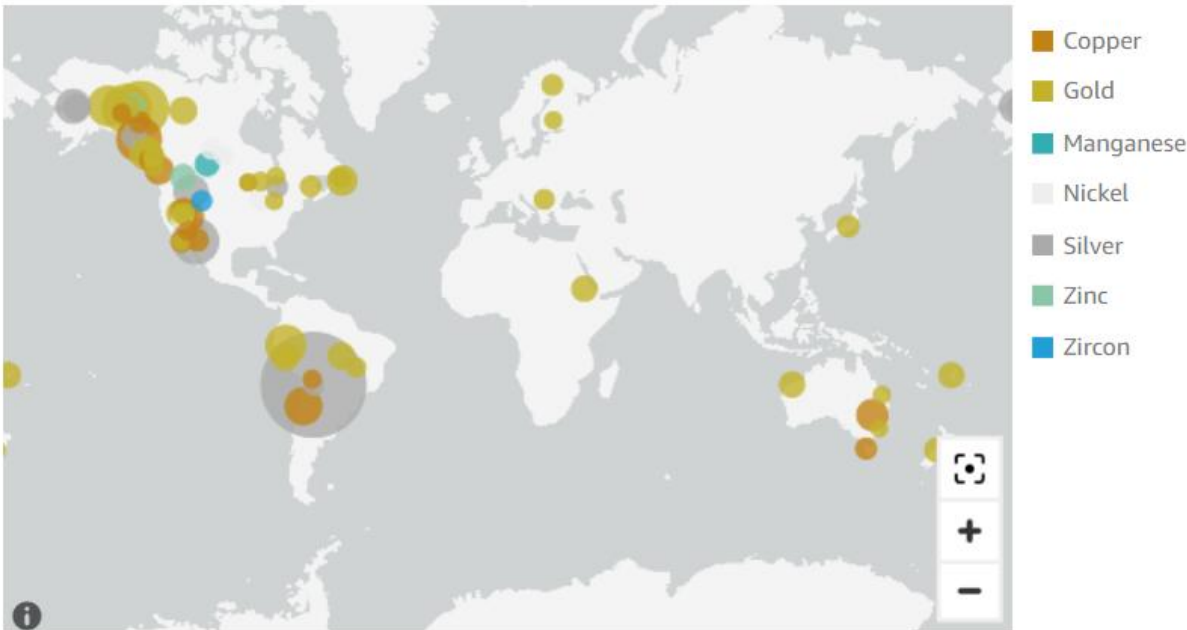 Copper
Gold
Manganese
Nickel
Silver
Zinc
Zircon